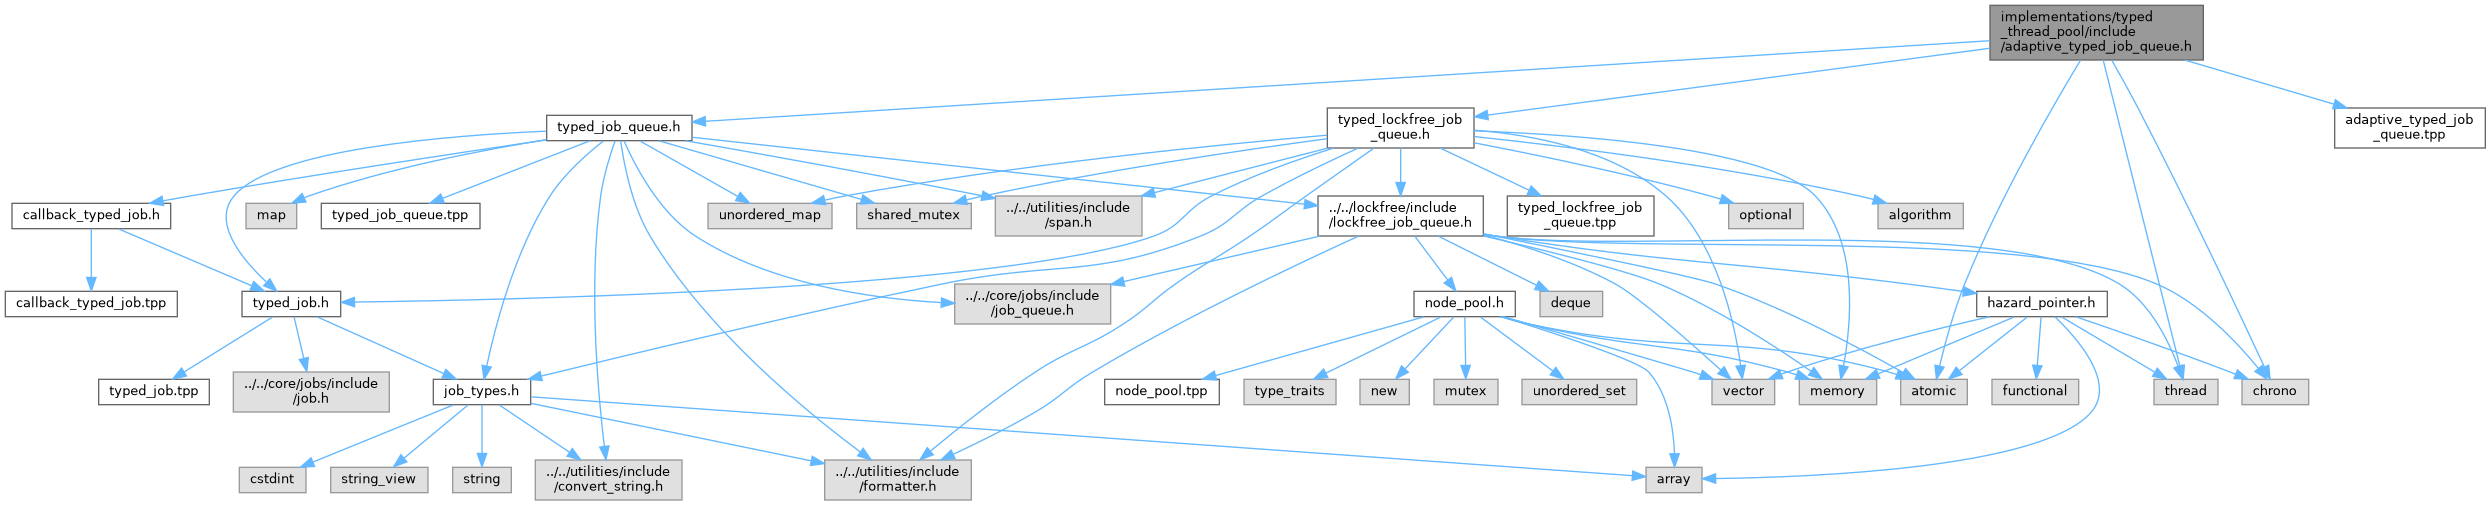 implementations/typed
_thread_pool/include
/adaptive_typed_job_queue.h
typed_job_queue.h
typed_lockfree_job
_queue.h
adaptive_typed_job
_queue.tpp
callback_typed_job.h
map
typed_job_queue.tpp
unordered_map
shared_mutex
../../utilities/include
/span.h
../../lockfree/include
/lockfree_job_queue.h
typed_lockfree_job
_queue.tpp
optional
algorithm
callback_typed_job.tpp
typed_job.h
../../core/jobs/include
/job_queue.h
node_pool.h
deque
hazard_pointer.h
typed_job.tpp
../../core/jobs/include
/job.h
job_types.h
node_pool.tpp
type_traits
new
mutex
unordered_set
vector
memory
atomic
functional
thread
chrono
cstdint
string_view
string
../../utilities/include
/convert_string.h
../../utilities/include
/formatter.h
array